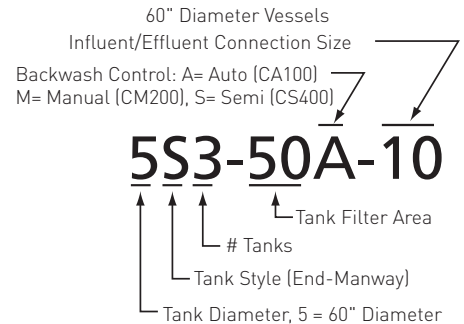 60" Diameter Vessels
Influent/Effluent Connection Size
Backwash Control: A= Auto (CA100)
M= Manual (CM200), S= Semi (CS400)
5S3-50A-10
Tank Filter Area
# Tanks
Tank Style (End-Manway)
Tank Diameter, 5 = 60" Diameter